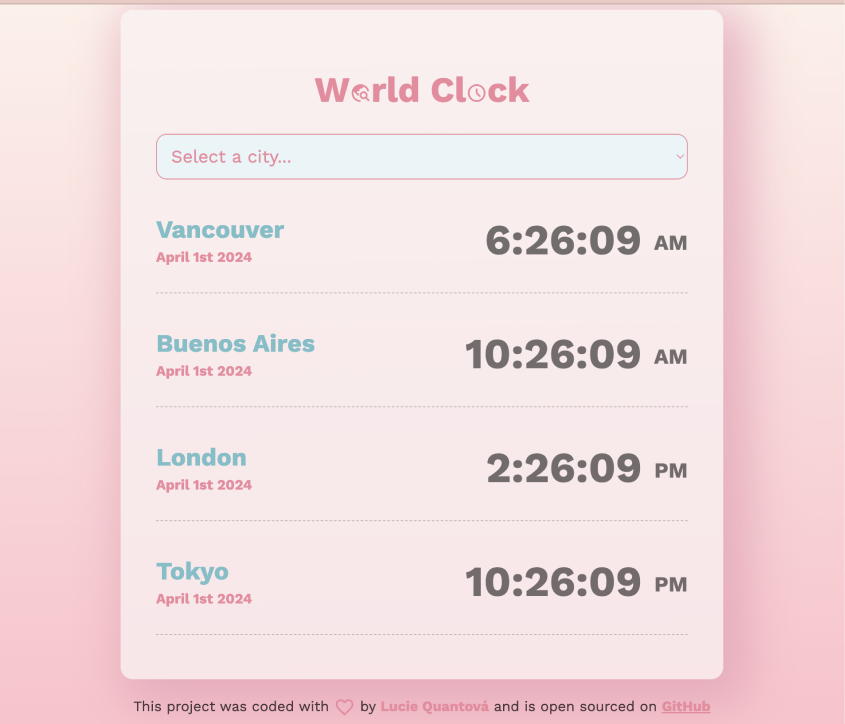 World Clock
Select a city...
Vancouver
April 1st 2024
6:26:09 AM
Buenos Aires
April 1st 2024
10:26:09 AM
London
April 1st 2024
2:26:09 PM
Tokyo
April 1st 2024
10:26:09 PM
This project was coded with by Lucie Quantová and is open sourced on GitHub